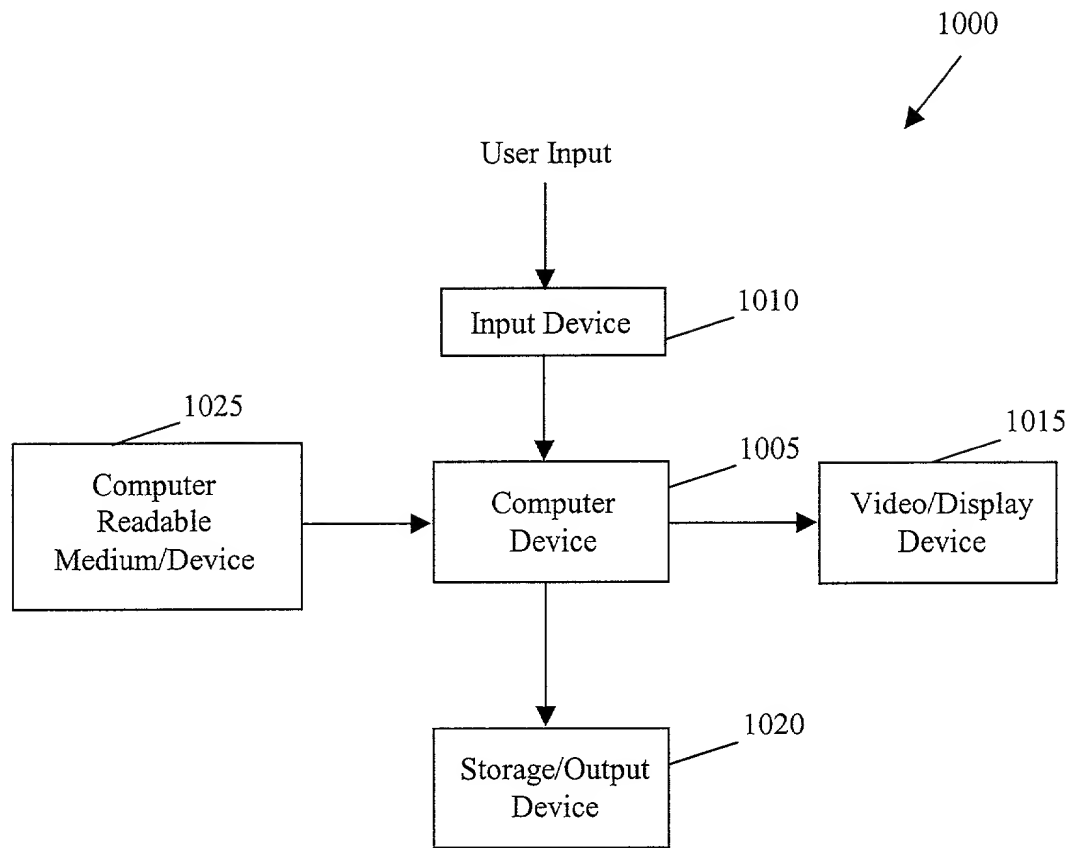 1000
User Input
1010
Input Device
1025
1005
1015
Computer
Readable
Medium/Device
Computer
Device
Video/Display
Device
1020
Storage/Output
Device